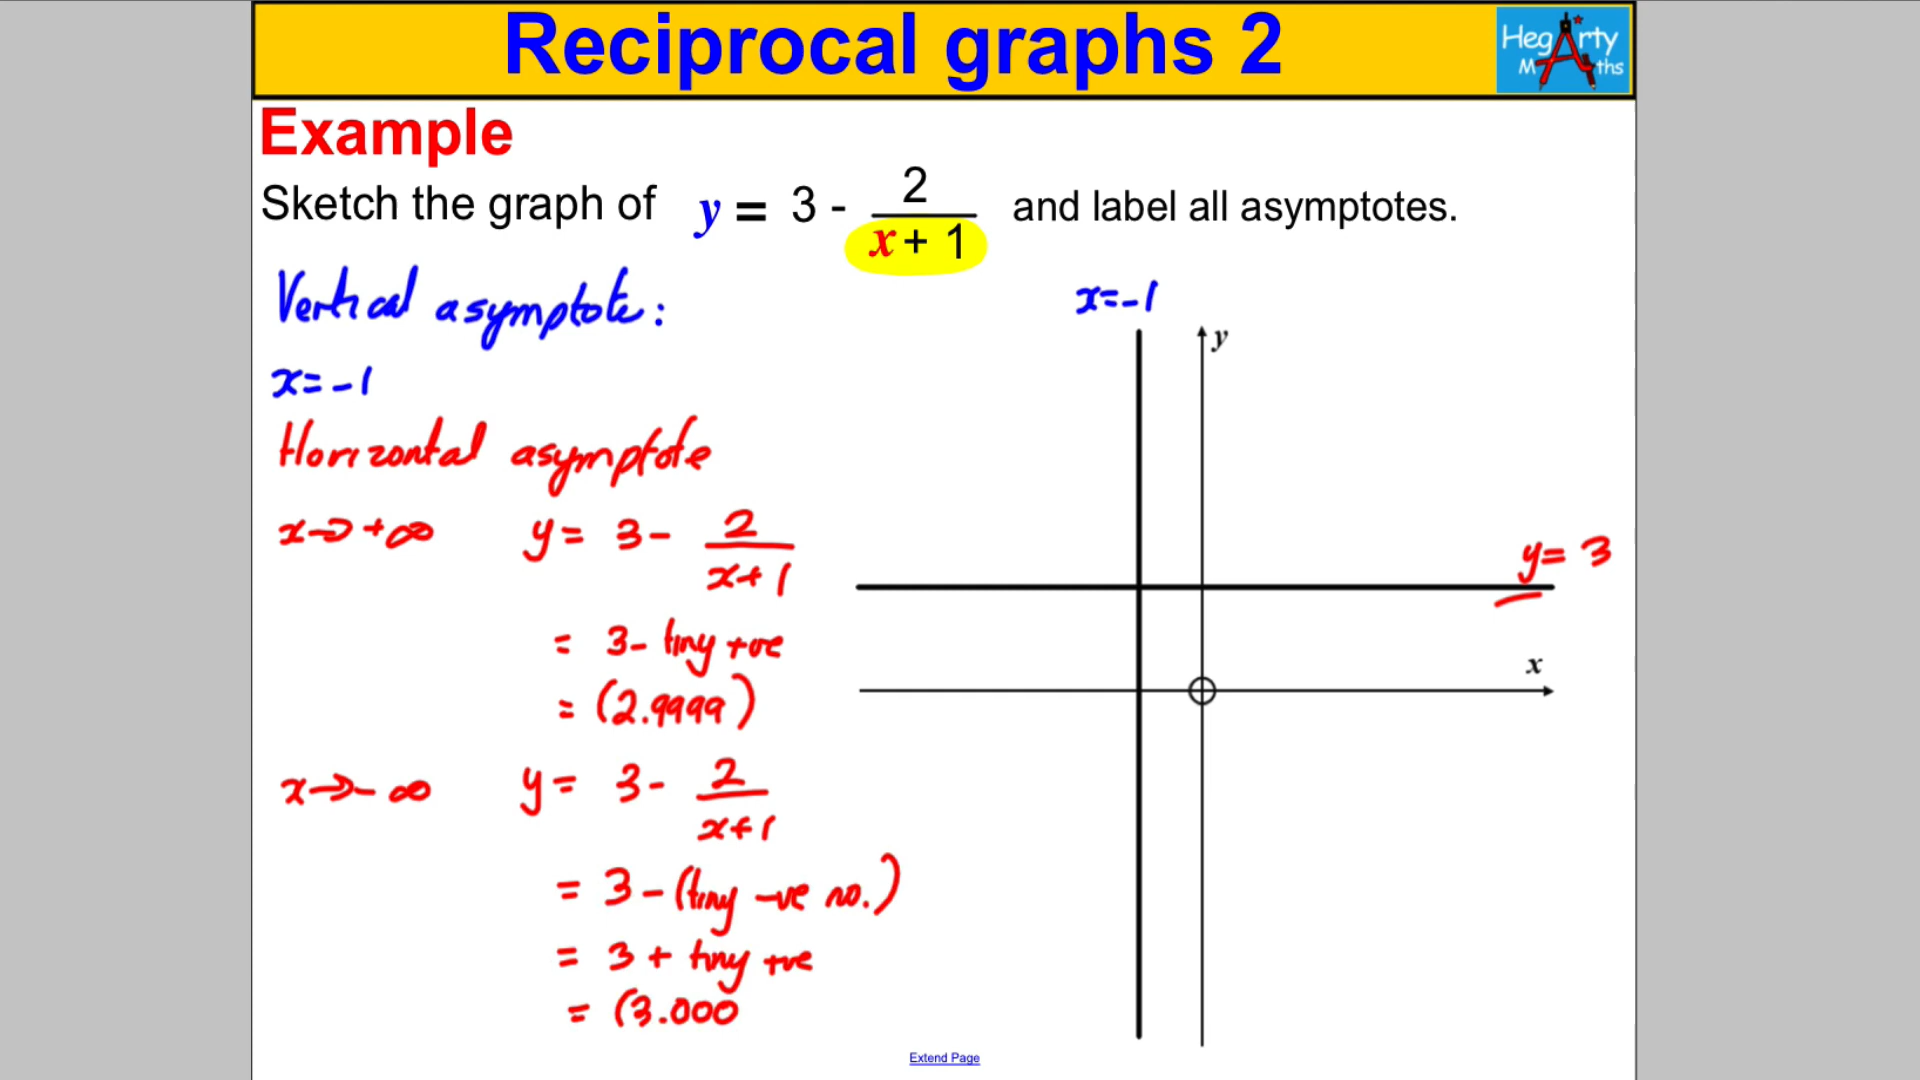 Reciprocal graphs 2
HegArty
MAths
Example
Sketch the graph of y = 3 - 2/(x + 1) and label all asymptotes.
Vertical asymptote:
x=-1
Horizontal asymptote
x→+∞ y = 3 - 2/(x+1)
= 3 - tiny +ve
= (2.9999)
x→-∞ y = 3 - 2/(x+1)
= 3 - (tiny -ve no.)
= 3 + tiny +ve
= (3.000
x=-1
y
y=3
x
Extend Page